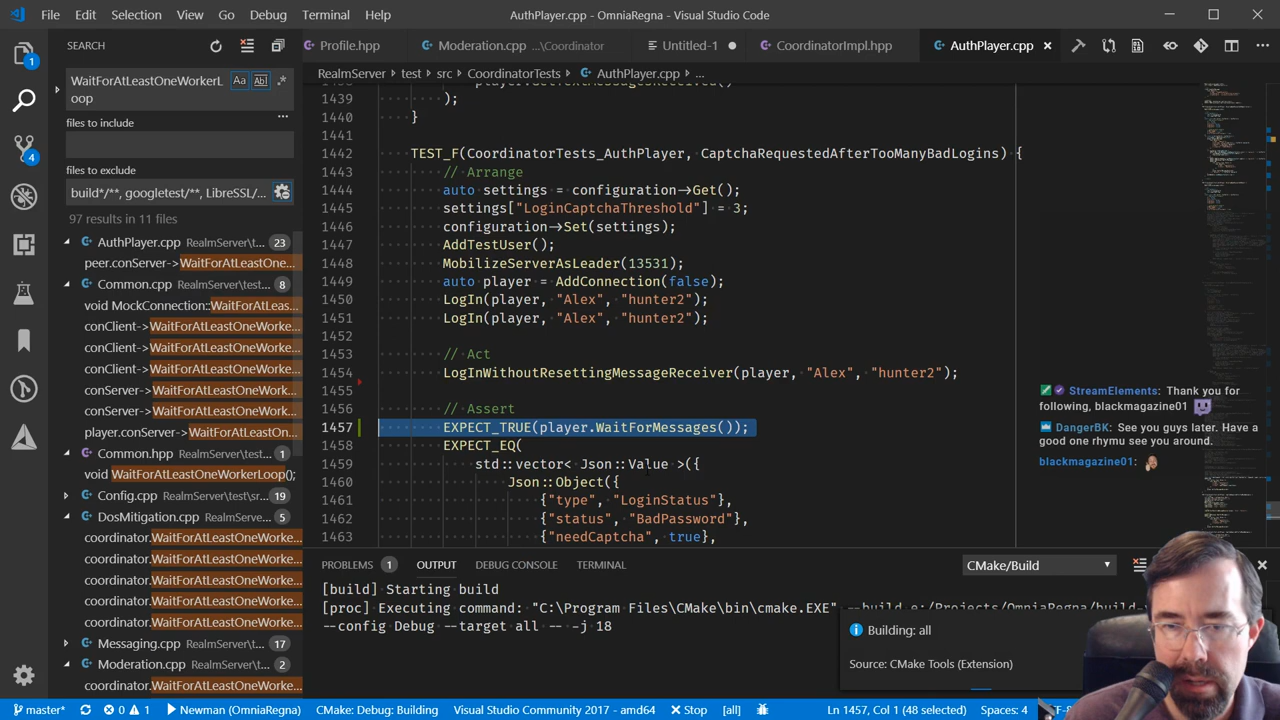 File Edit Selection View Go Debug Terminal Help AuthPlayer.cpp - OmniaRegna - Visual Studio Code
SEARCH
Profile.hpp Moderation.cpp ...\Coordinator Untitled-1 CoordinatorImpl.hpp AuthPlayer.cpp
RealmServer > test > src > CoordinatorTests > AuthPlayer.cpp > ...
WaitForAtLeastOneWorkerL
oop
files to include
files to exclude
build*/**, googletest/**, LibreSSL/...
97 results in 11 files
AuthPlayer.cpp RealmServer\t... 23
peer.conServer->WaitForAtLeastOne...
Common.cpp RealmServer\test... 8
void MockConnection::WaitForAtLeas...
conClient->WaitForAtLeastOneWorke...
conClient->WaitForAtLeastOneWorke...
conClient->WaitForAtLeastOneWorke...
conServer->WaitForAtLeastOneWorke...
conServer->WaitForAtLeastOneWorke...
player.conServer->WaitForAtLeastOn...
Common.hpp RealmServer\test... 1
void WaitForAtLeastOneWorkerLoop();
Config.cpp RealmServer\test\sr... 19
DosMitigation.cpp RealmServer\... 5
coordinator.WaitForAtLeastOneWorke...
coordinator.WaitForAtLeastOneWorke...
coordinator.WaitForAtLeastOneWorke...
coordinator.WaitForAtLeastOneWorke...
coordinator.WaitForAtLeastOneWorke...
Messaging.cpp RealmServer\tes... 17
Moderation.cpp RealmServer\te... 2
coordinator.WaitForAtLeastOneWorke...
1439 );
1440 }
1441
1442 TEST_F(CoordinatorTests_AuthPlayer, CaptchaRequestedAfterTooManyBadLogins) {
1443 // Arrange
1444 auto settings = configuration->Get();
1445 settings["LoginCaptchaThreshold"] = 3;
1446 configuration->Set(settings);
1447 AddTestUser();
1448 MobilizeServerAsLeader(13531);
1449 auto player = AddConnection(false);
1450 LogIn(player, "Alex", "hunter2");
1451 LogIn(player, "Alex", "hunter2");
1452
1453 // Act
1454 LogInWithoutResettingMessageReceiver(player, "Alex", "hunter2");
1455
1456 // Assert
1457 EXPECT_TRUE(player.WaitForMessages());
1458 EXPECT_EQ(
1459 std::vector< Json::Value >({
1460 Json::Object({
1461 {"type", "LoginStatus"},
1462 {"status", "BadPassword"},
1463 {"needCaptcha", true},
StreamElements: Thank you for
following, blackmagazine01
DangerBK: See you guys later. Have a
good one rhymu see you around.
blackmagazine01:
PROBLEMS 1 OUTPUT DEBUG CONSOLE TERMINAL CMake/Build
[build] Starting build
[proc] Executing command: "C:\Program Files\CMake\bin\cmake.EXE" --build e:/Projects/OmniaRegna/build-
--config Debug --target all -- -j 18
Building: all
Source: CMake Tools (Extension)
master* 0 1 Newman (OmniaRegna) CMake: Debug: Building Visual Studio Community 2017 - amd64 Stop [all] Ln 1457, Col 1 (48 selected) Spaces: 4